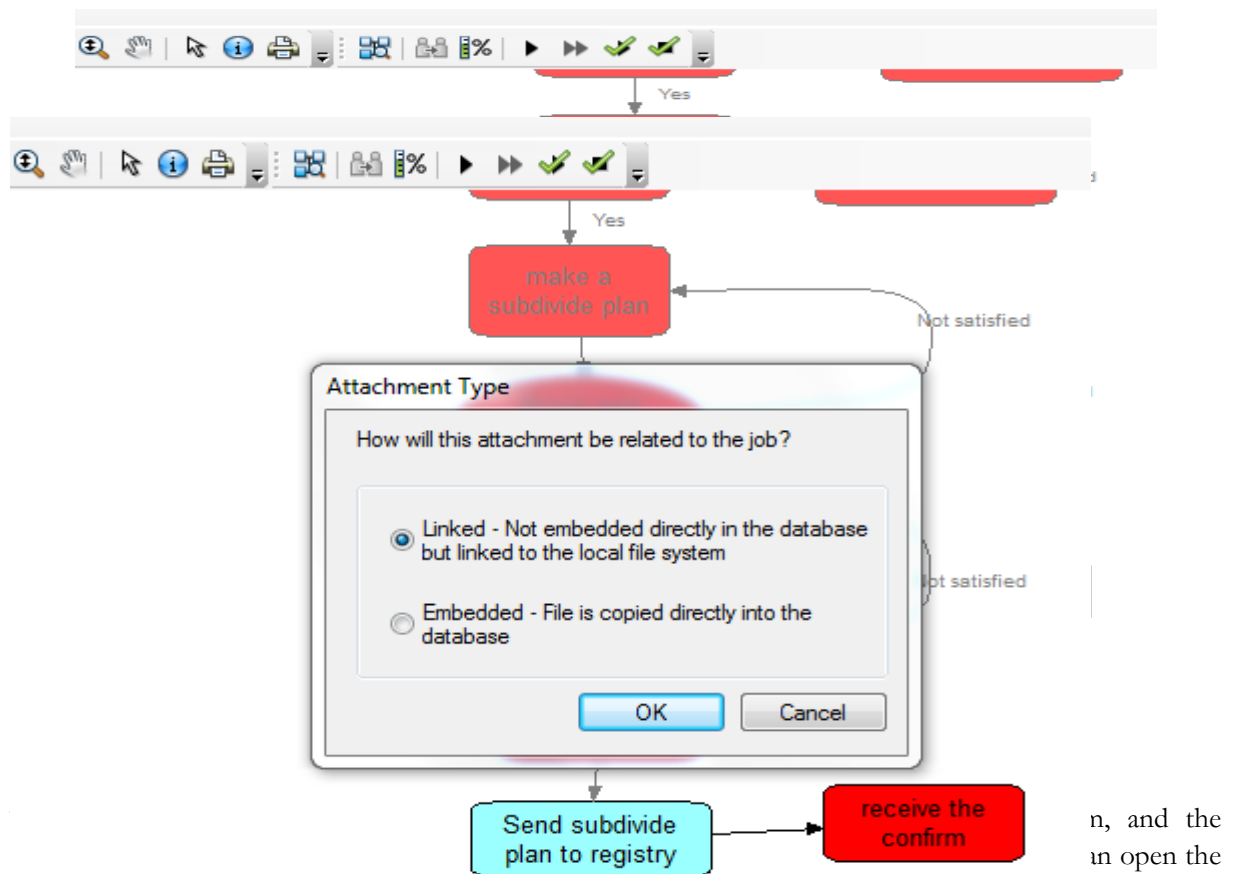 %
Yes
%
Yes
make a
subdivide plan
Not satisfied
Attachment Type
How will this attachment be related to the job?
Linked - Not embedded directly in the database
but linked to the local file system
satisfied
Embedded - File is copied directly into the
database
OK Cancel
Send subdivide
plan to registry
receive the
confirm
and the
open the